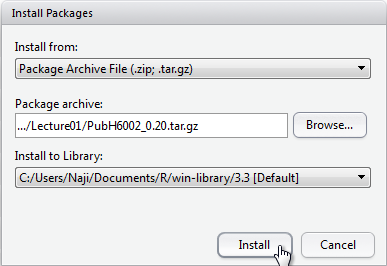 Install Packages
Install from:
Package Archive File (.zip; .tar.gz)
Package archive:
.../Lecture01/PubH6002_0.20.tar.gz
Browse...
Install to Library:
C:/Users/Naji/Documents/R/win-library/3.3 [Default]
Install
Cancel